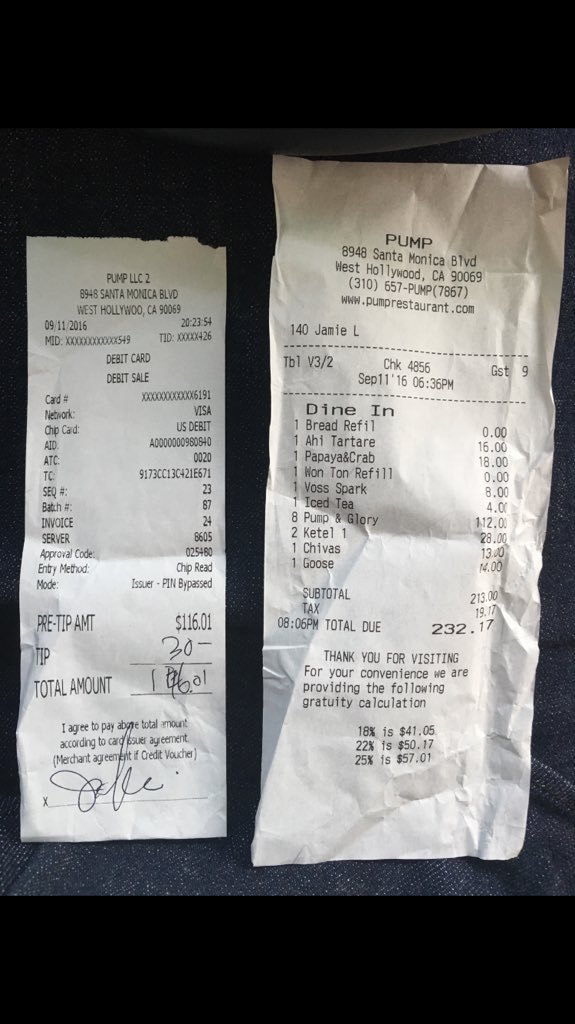 PUMP LLC 2
8948 SANTA MONICA BLVD
WEST HOLLYWOO, CA 90069
09/11/2016 20:23:54
MID: XXXXXXXXXXXX549 TID: XXXXX426
DEBIT CARD
DEBIT SALE
Card # XXXXXXXXXXXX6191
Network: VISA
Chip Card: US DEBIT
AID: A0000000980840
ATC: 0020
TC: 9173CC13C421E671
SEQ #: 23
Batch #: 87
INVOICE 24
SERVER 8605
Approval Code: 025480
Entry Method: Chip Read
Mode: Issuer - PIN Bypassed
PRE-TIP AMT $116.01
TIP 30-
TOTAL AMOUNT 146.01
I agree to pay above total amount
according to card issuer agreement.
(Merchant agreement if Credit Voucher)
X
PUMP
8948 Santa Monica Blvd
West Hollywood, CA 90069
(310) 657-PUMP(7867)
www.pumprestaurant.com
140 Jamie L
Tbl V3/2 Chk 4856 Gst 9
Sep11'16 06:36PM
Dine In
1 Bread Refil 0.00
1 Ahi Tartare 16.00
1 Papaya&Crab 18.00
1 Won Ton Refill 0.00
1 Voss Spark 8.00
1 Iced Tea 4.00
8 Pump & Glory 112.00
2 Ketel 1 28.00
1 Chivas 13.00
1 Goose 14.00
SUBTOTAL 213.00
TAX 19.17
08:06PM TOTAL DUE 232.17
THANK YOU FOR VISITING
For your convenience we are
providing the following
gratuity calculation
18% is $41.05
22% is $50.17
25% is $57.01